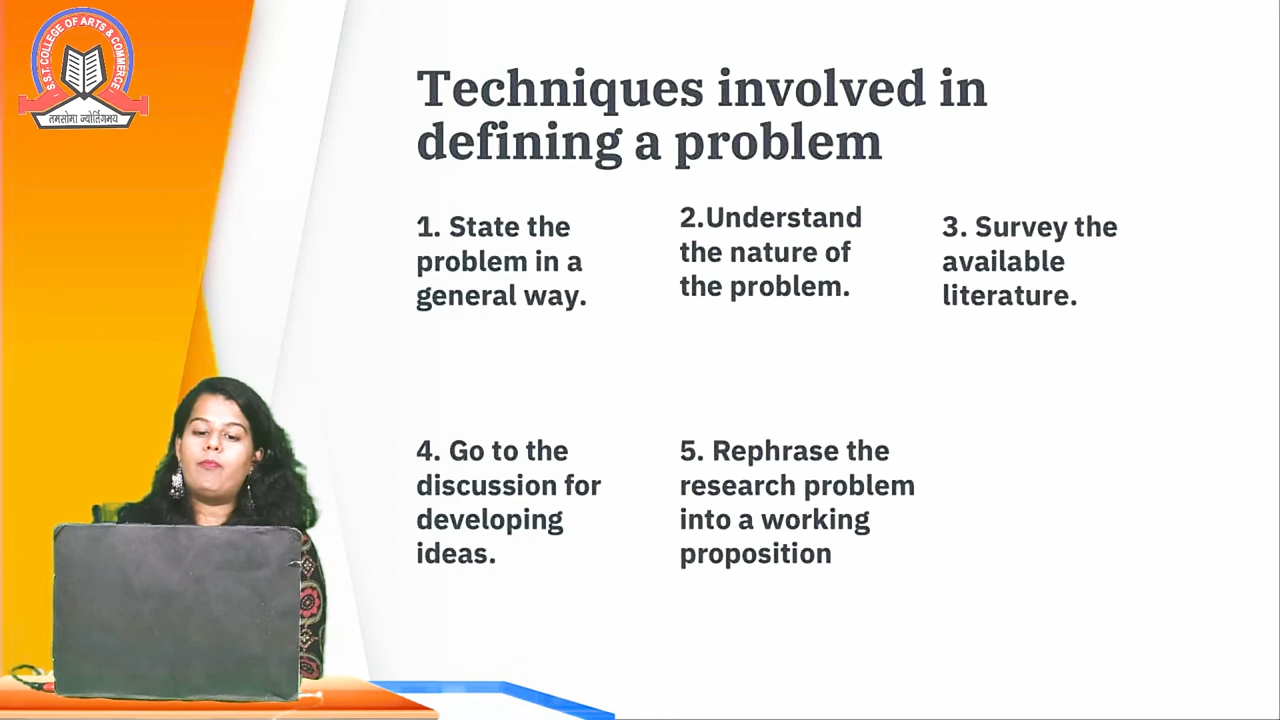 S.S.T. COLLEGE OF ARTS & COMMERCE
तमसोमा ज्योर्तिगमय
Techniques involved in
defining a problem
1. State the
problem in a
general way.
2.Understand
the nature of
the problem.
3. Survey the
available
literature.
4. Go to the
discussion for
developing
ideas.
5. Rephrase the
research problem
into a working
proposition